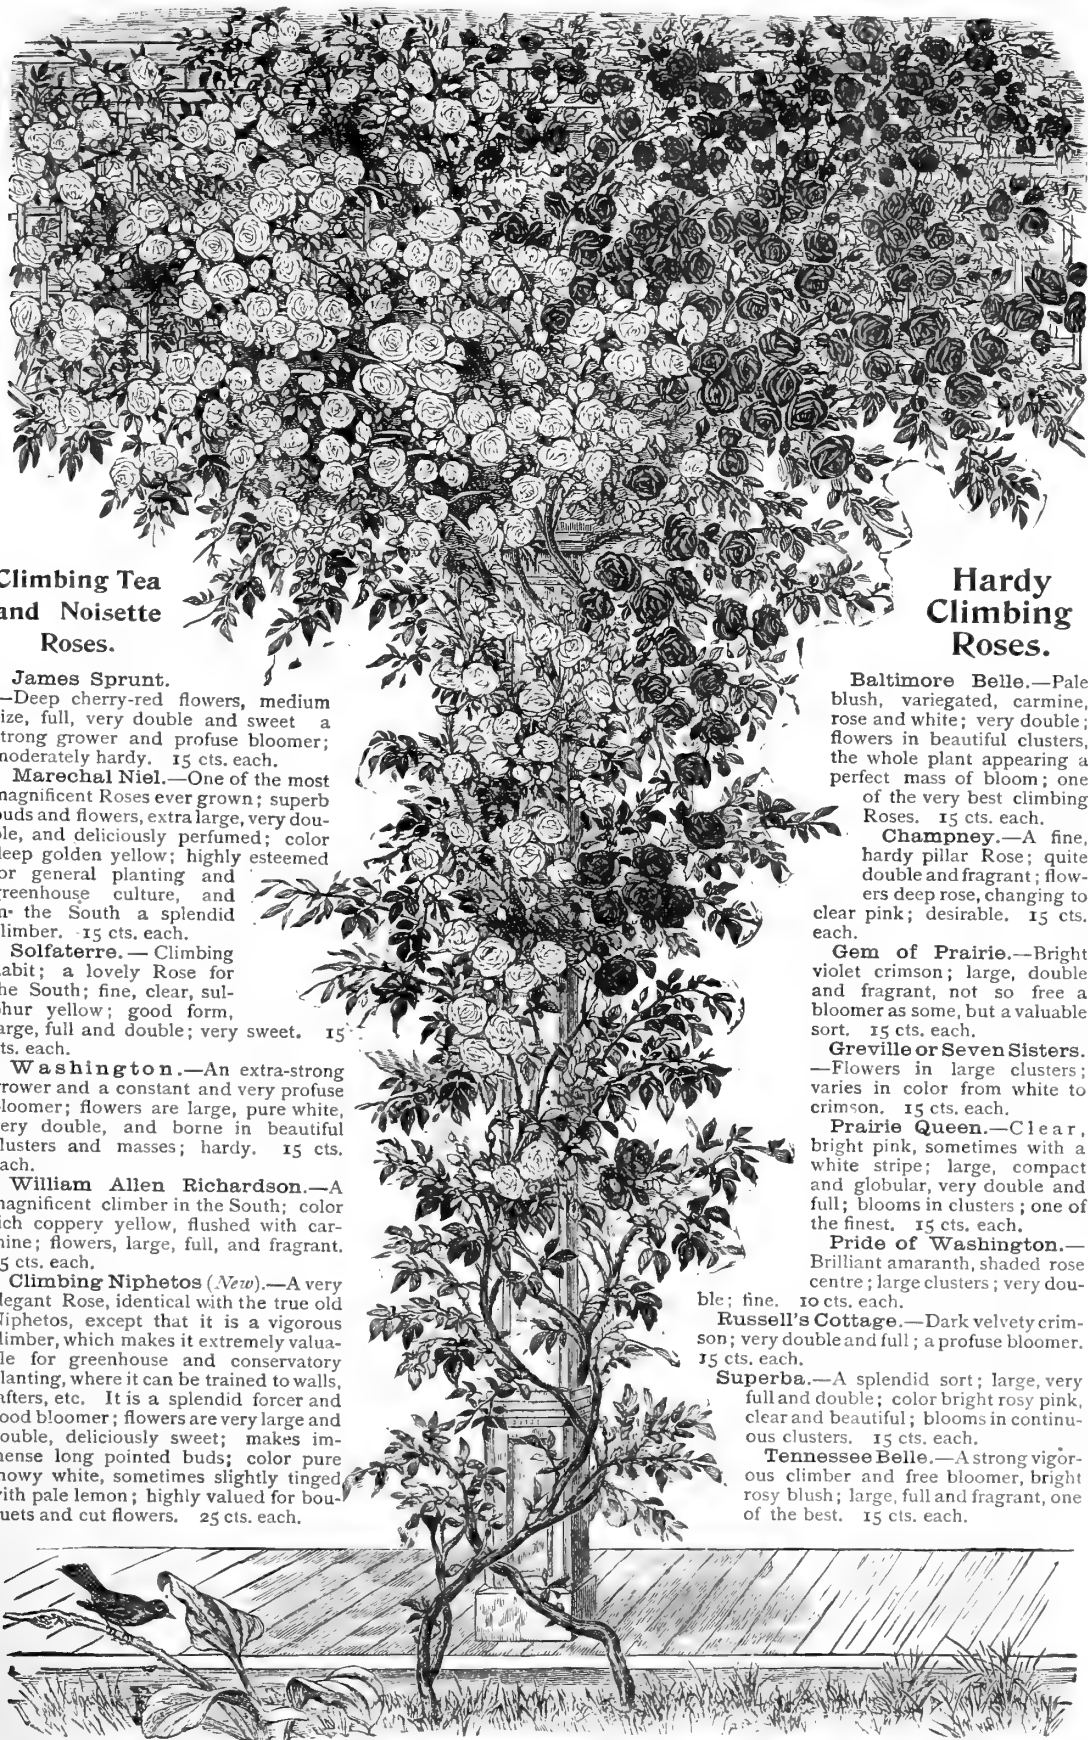 Climbing Tea
and Noisette
Roses.
James Sprunt.
—Deep cherry-red flowers, medium
ize, full, very double and sweet a
trong grower and profuse bloomer;
moderately hardy. 15 cts. each.
Marechal Niel.—One of the most
magnificent Roses ever grown; superb
buds and flowers, extra large, very dou-
ble, and deliciously perfumed; color
deep golden yellow; highly esteemed
for general planting and
greenhouse culture, and
in the South a splendid
limber. 15 cts. each.
Solfaterre.—Climbing
abit; a lovely Rose for
the South; fine, clear, sul-
phur yellow; good form,
arge, full and double; very sweet. 15
ts. each.
Washington.—An extra-strong
rower and a constant and very profuse
loomer; flowers are large, pure white,
ery double, and borne in beautiful
lusters and masses; hardy. 15 cts.
ach.
William Allen Richardson.—A
magnificent climber in the South; color
ich coppery yellow, flushed with car-
mine; flowers, large, full, and fragrant.
5 cts. each.
Climbing Niphetos (New).—A very
legant Rose, identical with the true old
Niphetos, except that it is a vigorous
limber, which makes it extremely valua-
le for greenhouse and conservatory
lanting, where it can be trained to walls,
afters, etc. It is a splendid forcer and
ood bloomer; flowers are very large and
ouble, deliciously sweet; makes im-
mense long pointed buds; color pure
nowy white, sometimes slightly tinged
with pale lemon; highly valued for bou-
uets and cut flowers. 25 cts. each.
Hardy
Climbing
Roses.
Baltimore Belle.—Pale
blush, variegated, carmine,
rose and white; very double;
flowers in beautiful clusters,
the whole plant appearing a
perfect mass of bloom; one
of the very best climbing
Roses. 15 cts. each.
Champney.—A fine,
hardy pillar Rose; quite
double and fragrant; flow-
ers deep rose, changing to
clear pink; desirable. 15 cts.
each.
Gem of Prairie.—Bright
violet crimson; large, double
and fragrant, not so free a
bloomer as some, but a valuable
sort. 15 cts. each.
Greville or Seven Sisters.
—Flowers in large clusters;
varies in color from white to
crimson. 15 cts. each.
Prairie Queen.—Clear,
bright pink, sometimes with a
white stripe; large, compact
and globular, very double and
full; blooms in clusters; one of
the finest. 15 cts. each.
Pride of Washington.—
Brilliant amaranth, shaded rose
centre; large clusters; very dou-
ble; fine. 10 cts. each.
Russell's Cottage.—Dark velvety crim-
son; very double and full; a profuse bloomer.
15 cts. each.
Superba.—A splendid sort; large, very
full and double; color bright rosy pink,
clear and beautiful; blooms in continu-
ous clusters. 15 cts. each.
Tennessee Belle.—A strong vigor-
ous climber and free bloomer, bright
rosy blush; large, full and fragrant, one
of the best. 15 cts. each.